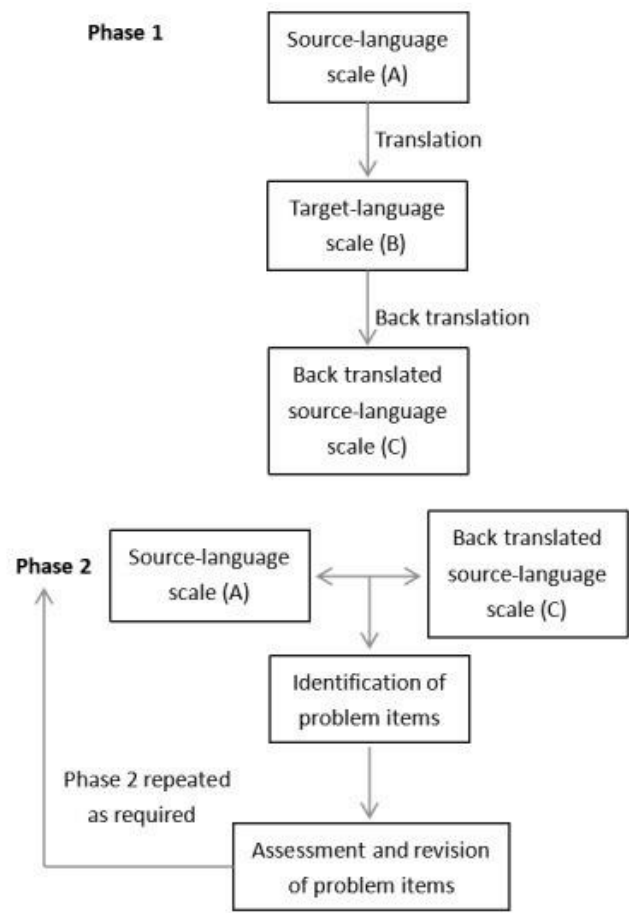 Phase 1
Source-language
scale (A)
Translation
Target-language
scale (B)
Back translation
Back translated
source-language
scale (C)
Phase 2
Source-language
scale (A)
Back translated
source-language
scale (C)
Identification of
problem items
Phase 2 repeated
as required
Assessment and revision
of problem items